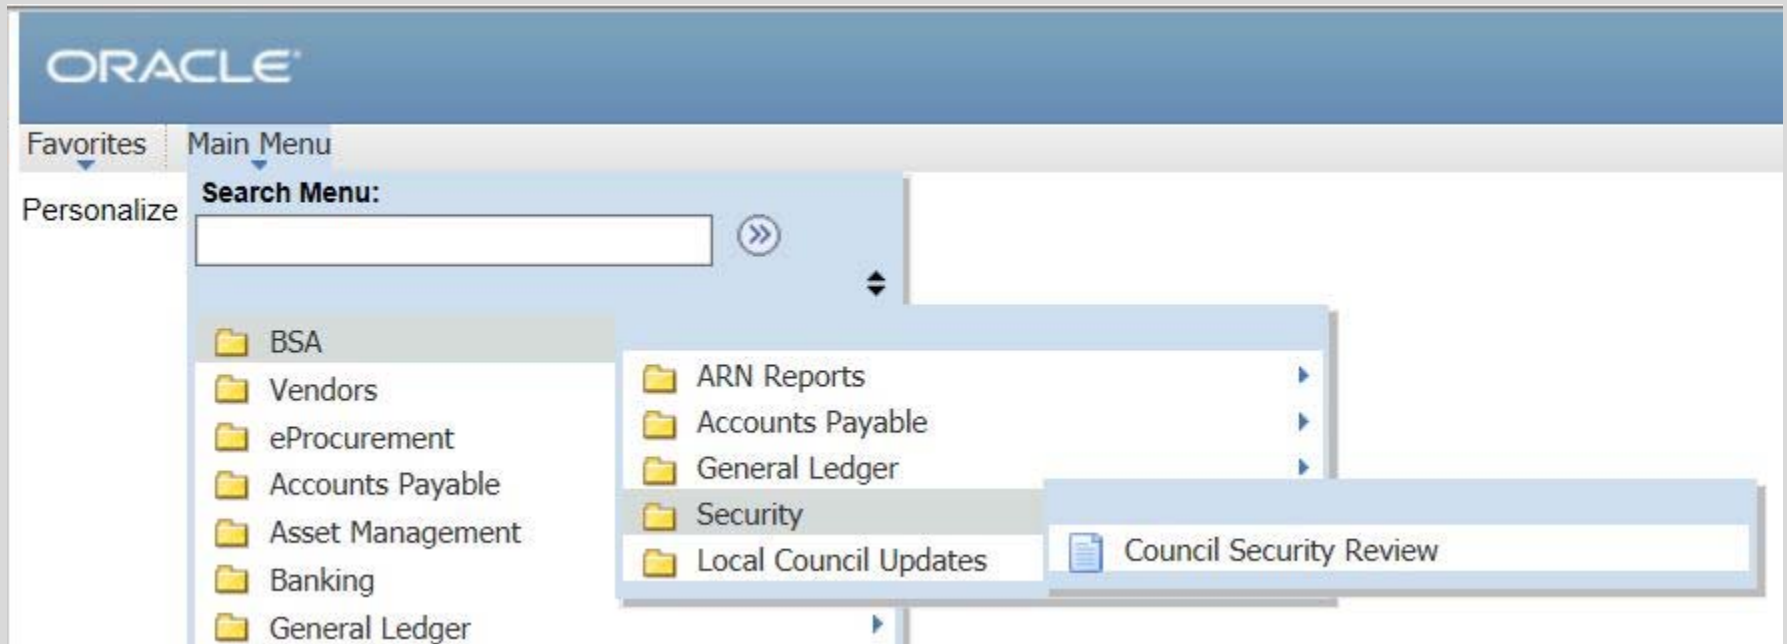 ORACLE
Favorites Main Menu
Personalize
Search Menu:
BSA
Vendors
eProcurement
Accounts Payable
Asset Management
Banking
General Ledger
ARN Reports
Accounts Payable
General Ledger
Security
Local Council Updates
Council Security Review